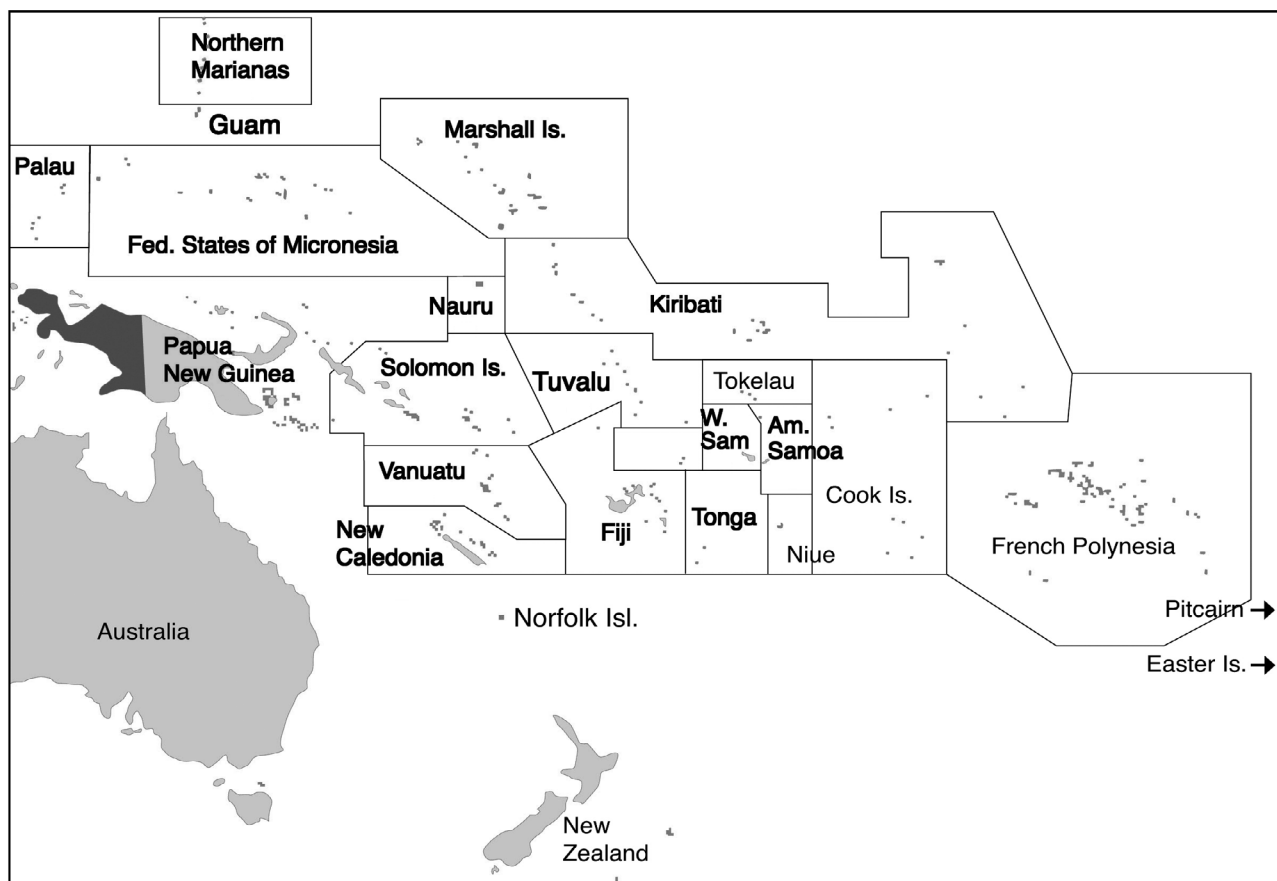 Northern
Marianas
Guam
Marshall Is.
Palau
Fed. States of Micronesia
Nauru
Kiribati
Papua
New Guinea
Solomon Is.
Tuvalu
Tokelau
W.
Sam
Am.
Samoa
Vanuatu
Cook Is.
New
Caledonia
Fiji
Tonga
Niue
French Polynesia
Norfolk Isl.
Pitcairn
Australia
Easter Is.
New
Zealand